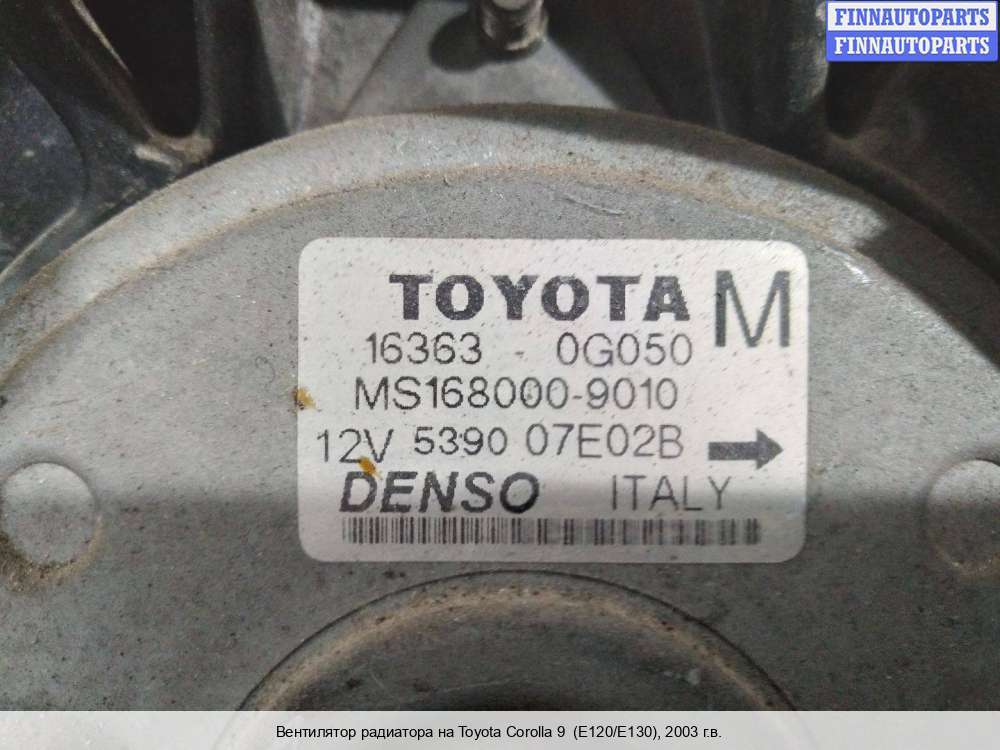 FINNAUTOPARTS
FINNAUTOPARTS
TOYOTA M
16363 - 0G050
MS168000-9010
12V 5390 07E02B
DENSO ITALY
Вентилятор радиатора на Toyota Corolla 9 (E120/E130), 2003 г.в.